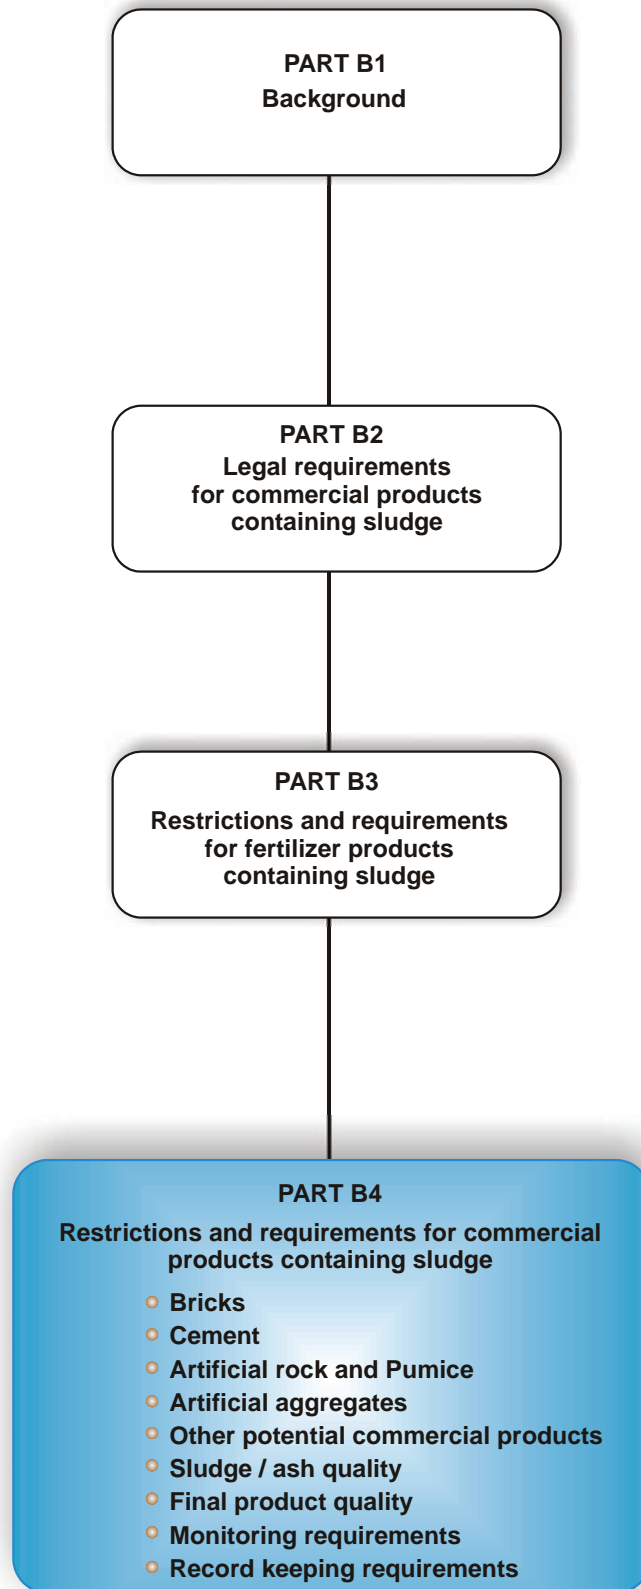 PART B1
Background
PART B2
Legal requirements
for commercial products
containing sludge
PART B3
Restrictions and requirements
for fertilizer products
containing sludge
PART B4
Restrictions and requirements for commercial
products containing sludge
Bricks
Cement
Artificial rock and Pumice
Artificial aggregates
Other potential commercial products
Sludge / ash quality
Final product quality
Monitoring requirements
Record keeping requirements